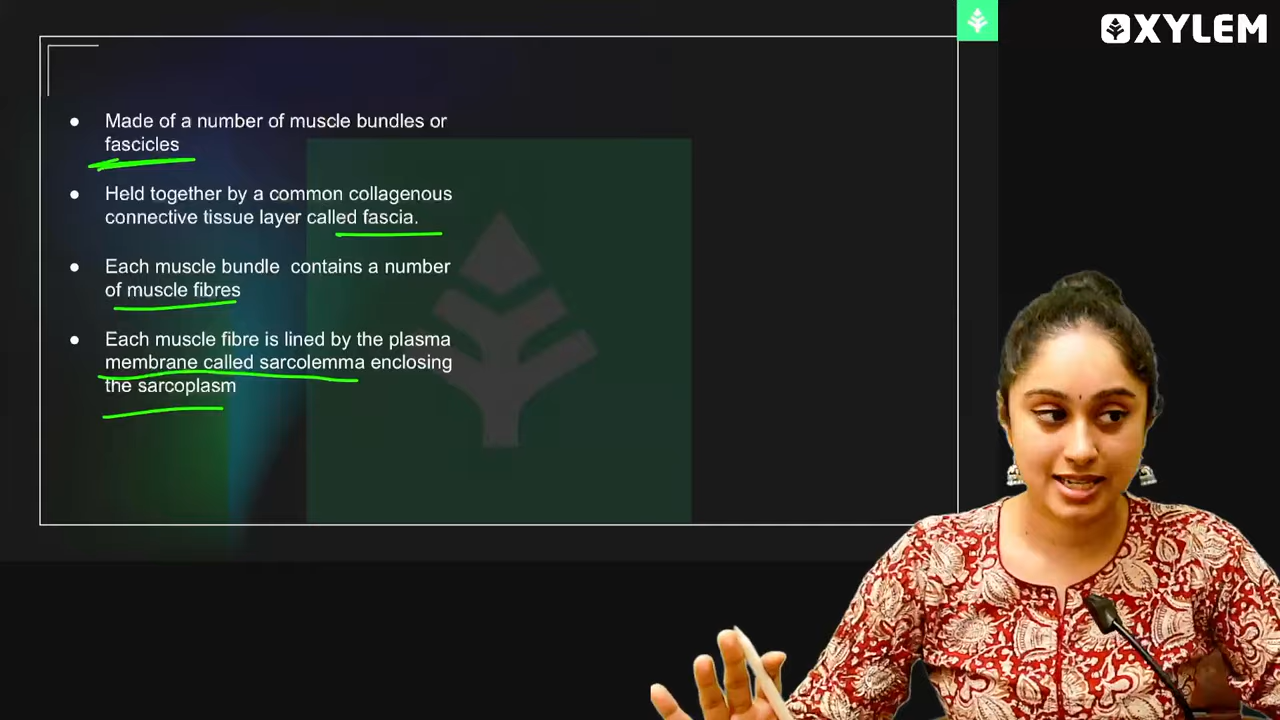 XYLEM
Made of a number of muscle bundles or
fascicles
Held together by a common collagenous
connective tissue layer called fascia.
Each muscle bundle contains a number
of muscle fibres
Each muscle fibre is lined by the plasma
membrane called sarcolemma enclosing
the sarcoplasm